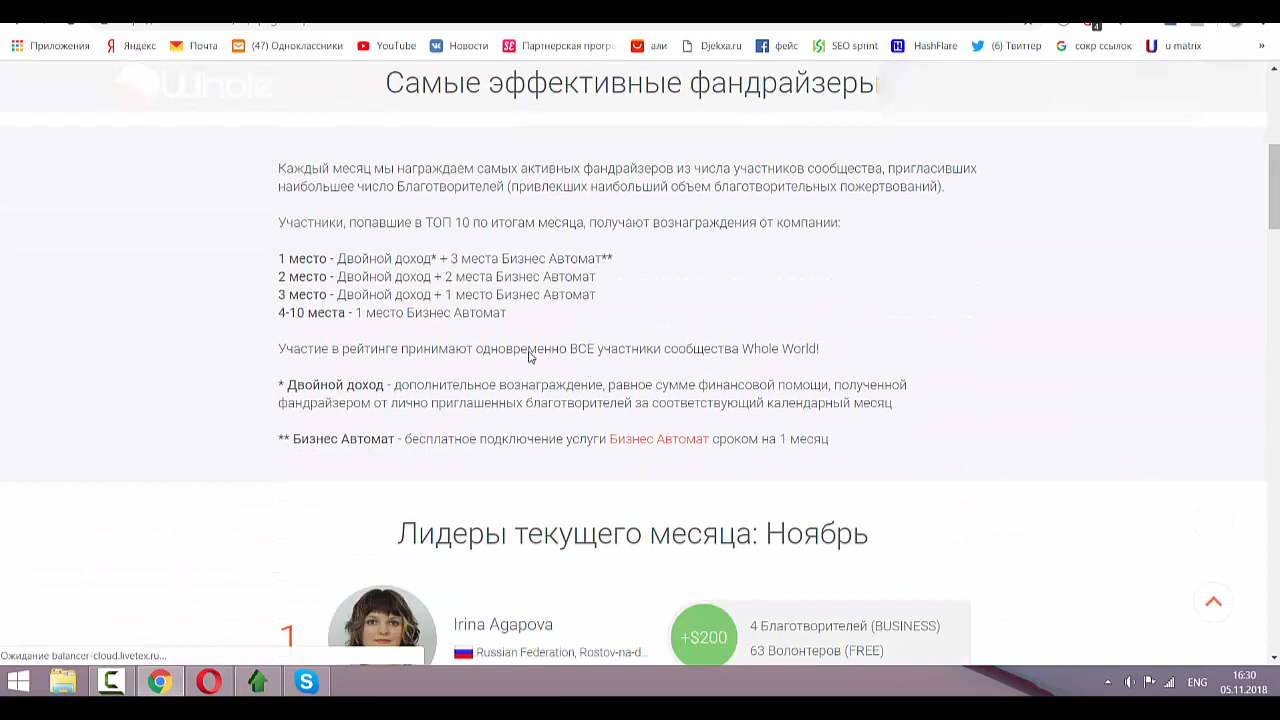 Приложения Яндекс Почта (47) Одноклассники YouTube Новости Партнерская прогр али Djekxa.ru фейс SEO sprint HashFlare (6) Твиттер сокр ссылок u matrix »
4
Whole
Самые эффективные фандрайзеры
Каждый месяц мы награждаем самых активных фандрайзеров из числа участников сообщества, пригласивших
наибольшее число Благотворителей (привлекших наибольший объем благотворительных пожертвований).
Участники, попавшие в ТОП 10 по итогам месяца, получают вознаграждения от компании:
1 место - Двойной доход* + 3 места Бизнес Автомат**
2 место - Двойной доход + 2 места Бизнес Автомат
3 место - Двойной доход + 1 место Бизнес Автомат
4-10 места - 1 место Бизнес Автомат
Участие в рейтинге принимают одновременно ВСЕ участники сообщества Whole World!
* Двойной доход - дополнительное вознаграждение, равное сумме финансовой помощи, полученной
фандрайзером от лично приглашенных благотворителей за соответствующий календарный месяц
** Бизнес Автомат - бесплатное подключение услуги Бизнес Автомат сроком на 1 месяц
Лидеры текущего месяца: Ноябрь
1
Irina Agapova
Russian Federation, Rostov-na-d...
+$200
4 Благотворителей (BUSINESS)
63 Волонтеров (FREE)
Ожидание balancer-cloud.livetex.ru...
ENG
16:30
05.11.2018